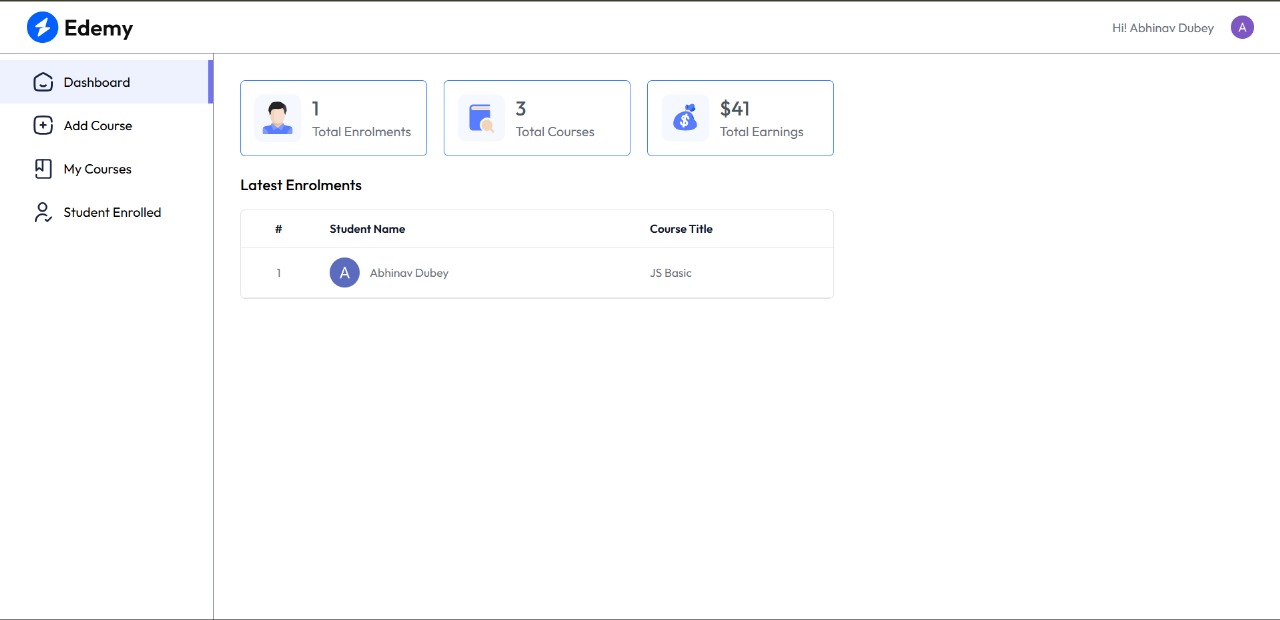 Edemy
Hi! Abhinav Dubey A
Dashboard
Add Course
My Courses
Student Enrolled
1
Total Enrolments
3
Total Courses
$41
Total Earnings
Latest Enrolments
# Student Name Course Title
1 A Abhinav Dubey JS Basic